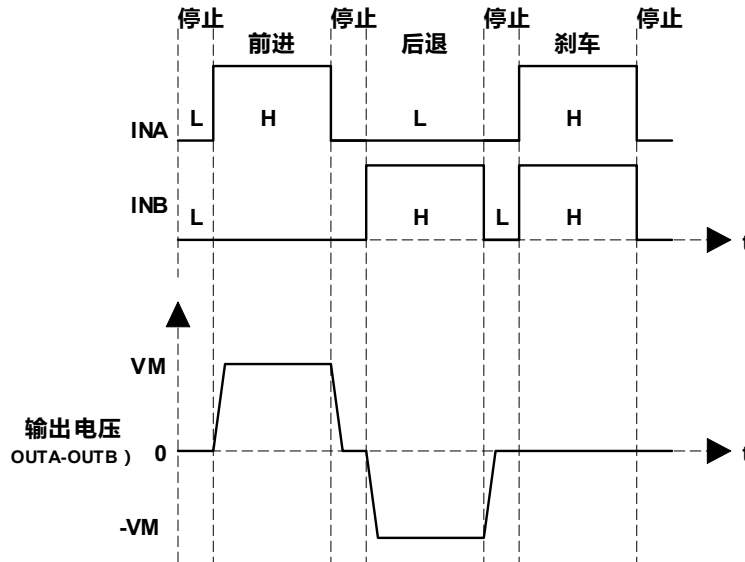 停止 停止 停止 停止
前进 后退 刹车
L H L H
INA
INB
L H L H
t
VM
输出电压
OUTA-OUTB )
0
t
-VM